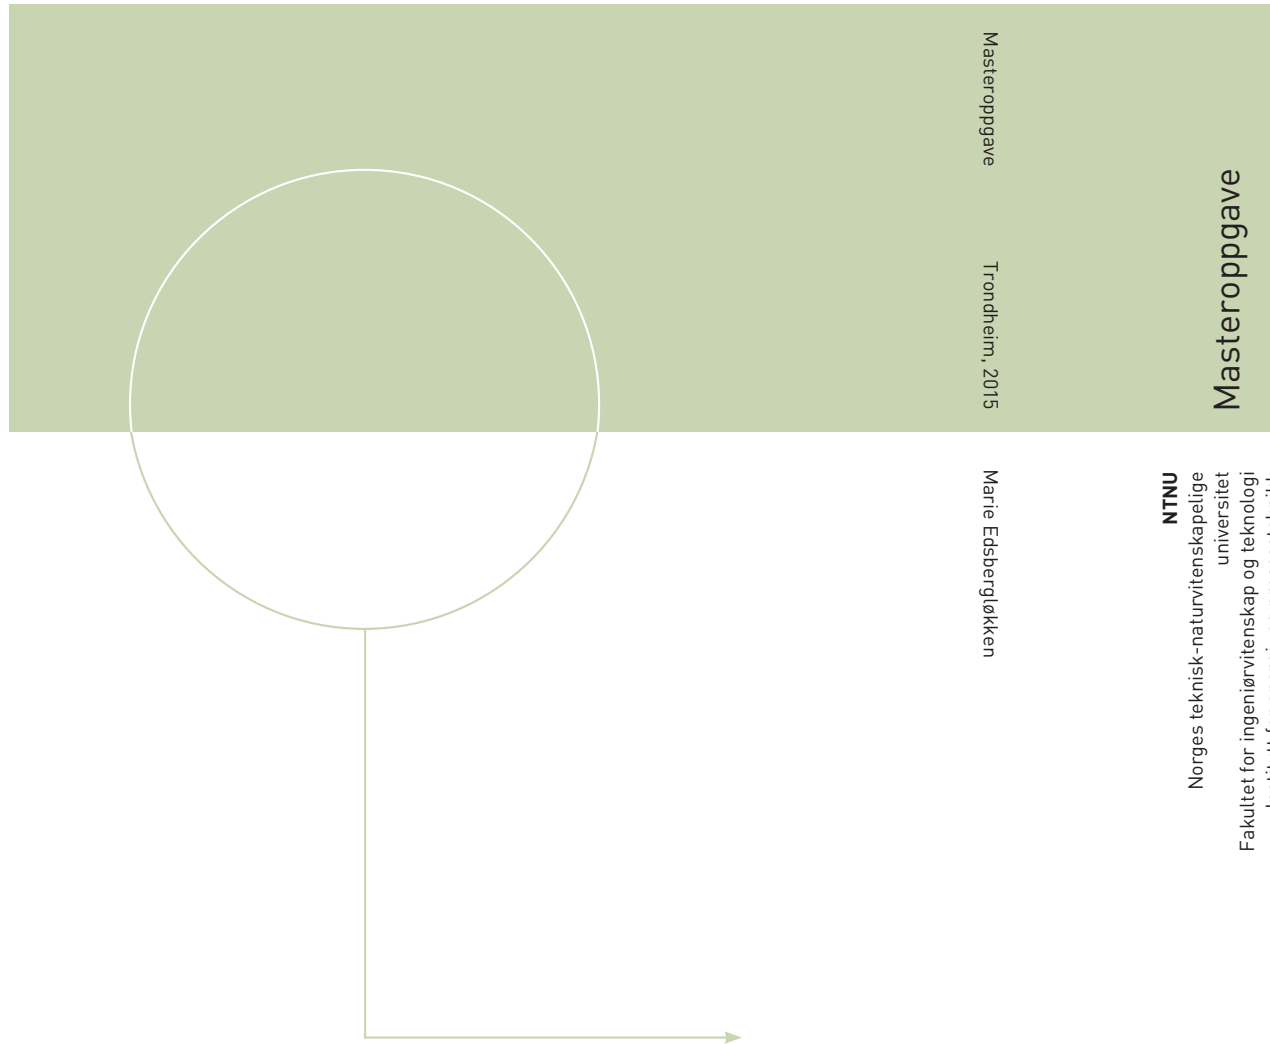 Masteroppgave
Trondheim, 2015
Marie Edsbergløkken
Masteroppgave
NTNU
Norges teknisk-naturvitenskapelige
universitet
Fakultet for ingeniørvitenskap og teknologi